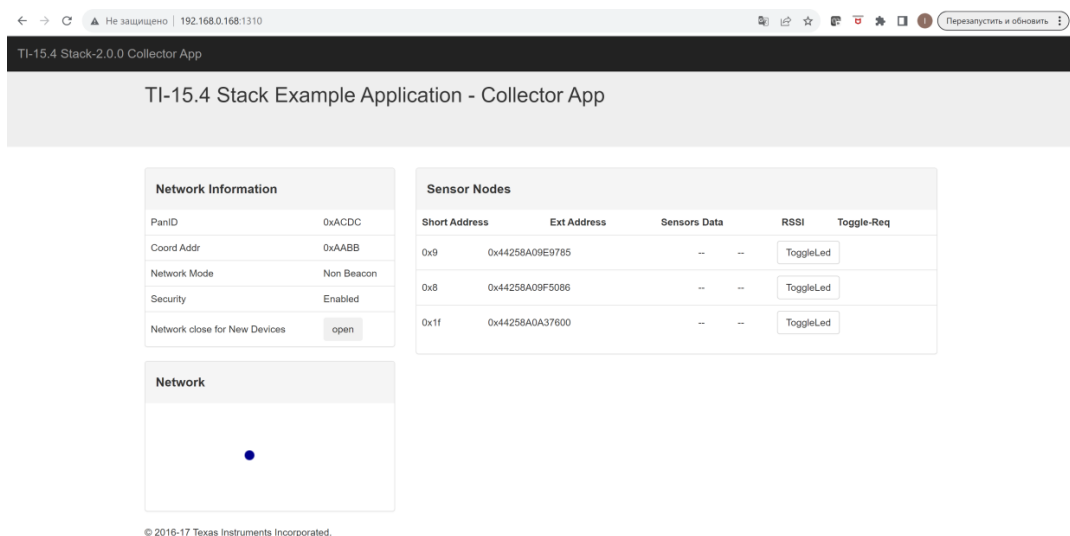 Не защищено | 192.168.0.168:1310
Перезапустить и обновить
TI-15.4 Stack-2.0.0 Collector App
TI-15.4 Stack Example Application - Collector App
Network Information
PanID 0xACDC
Coord Addr 0xAABB
Network Mode Non Beacon
Security Enabled
Network close for New Devices open
Network
Sensor Nodes
Short Address Ext Address Sensors Data RSSI Toggle-Req
0x9 0x44258A09E9785 -- -- ToggleLed
0x8 0x44258A09F5086 -- -- ToggleLed
0x1f 0x44258A0A37600 -- -- ToggleLed
© 2016-17 Texas Instruments Incorporated.